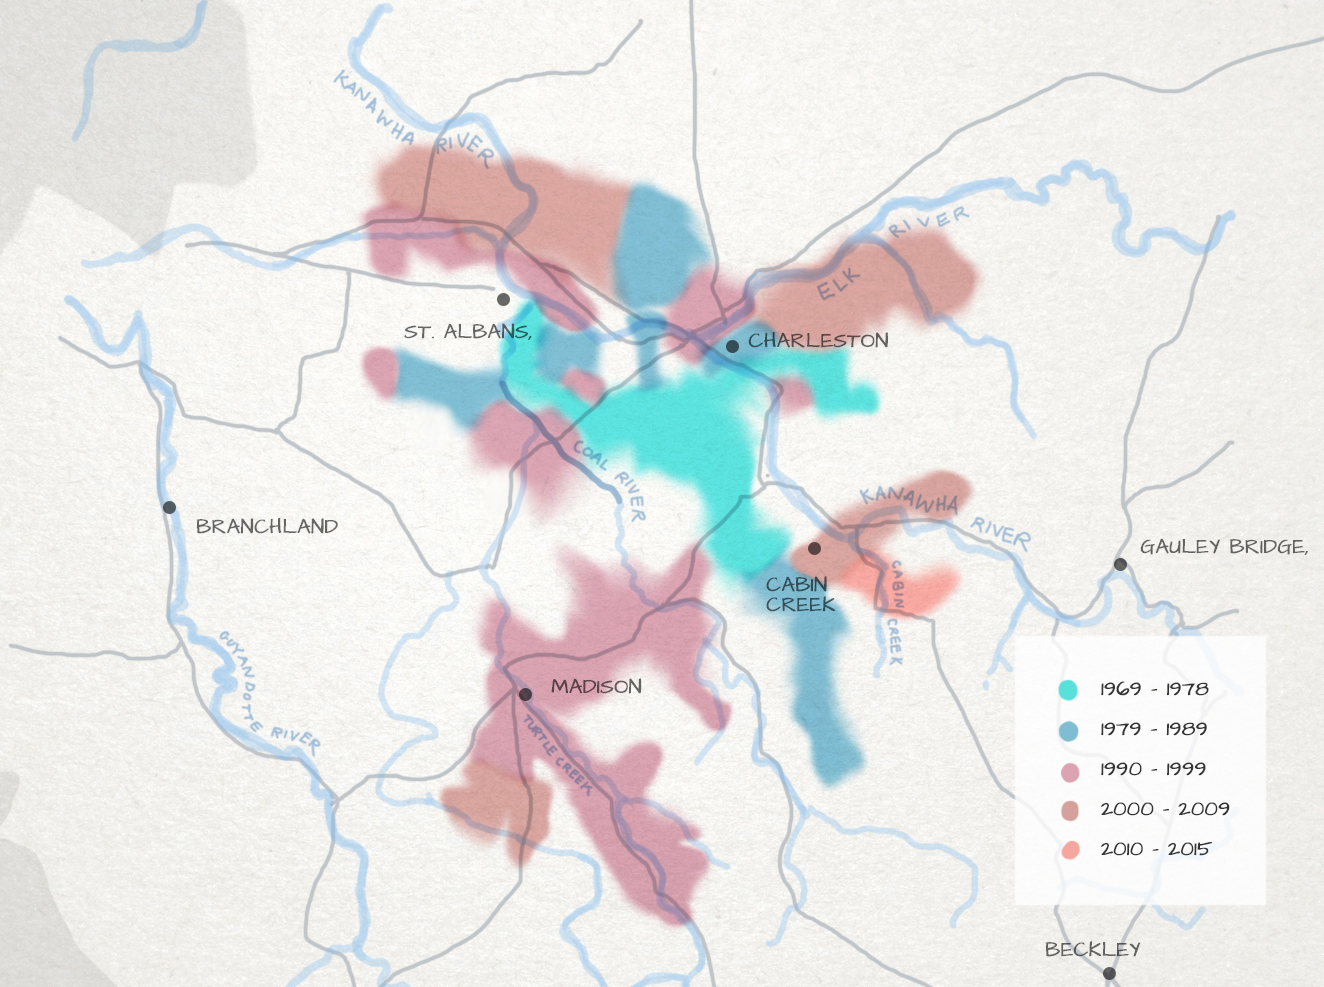 KANAWHA RIVER
ELK RIVER
ST. ALBANS,
CHARLESTON
COAL RIVER
KANAWHA RIVER
BRANCHLAND
GAULEY BRIDGE,
CABIN
CREEK
CABIN CREEK
GUYANDOTTE RIVER
MADISON
TURTLE CREEK
1969 - 1978
1979 - 1989
1990 - 1999
2000 - 2009
2010 - 2015
BECKLEY